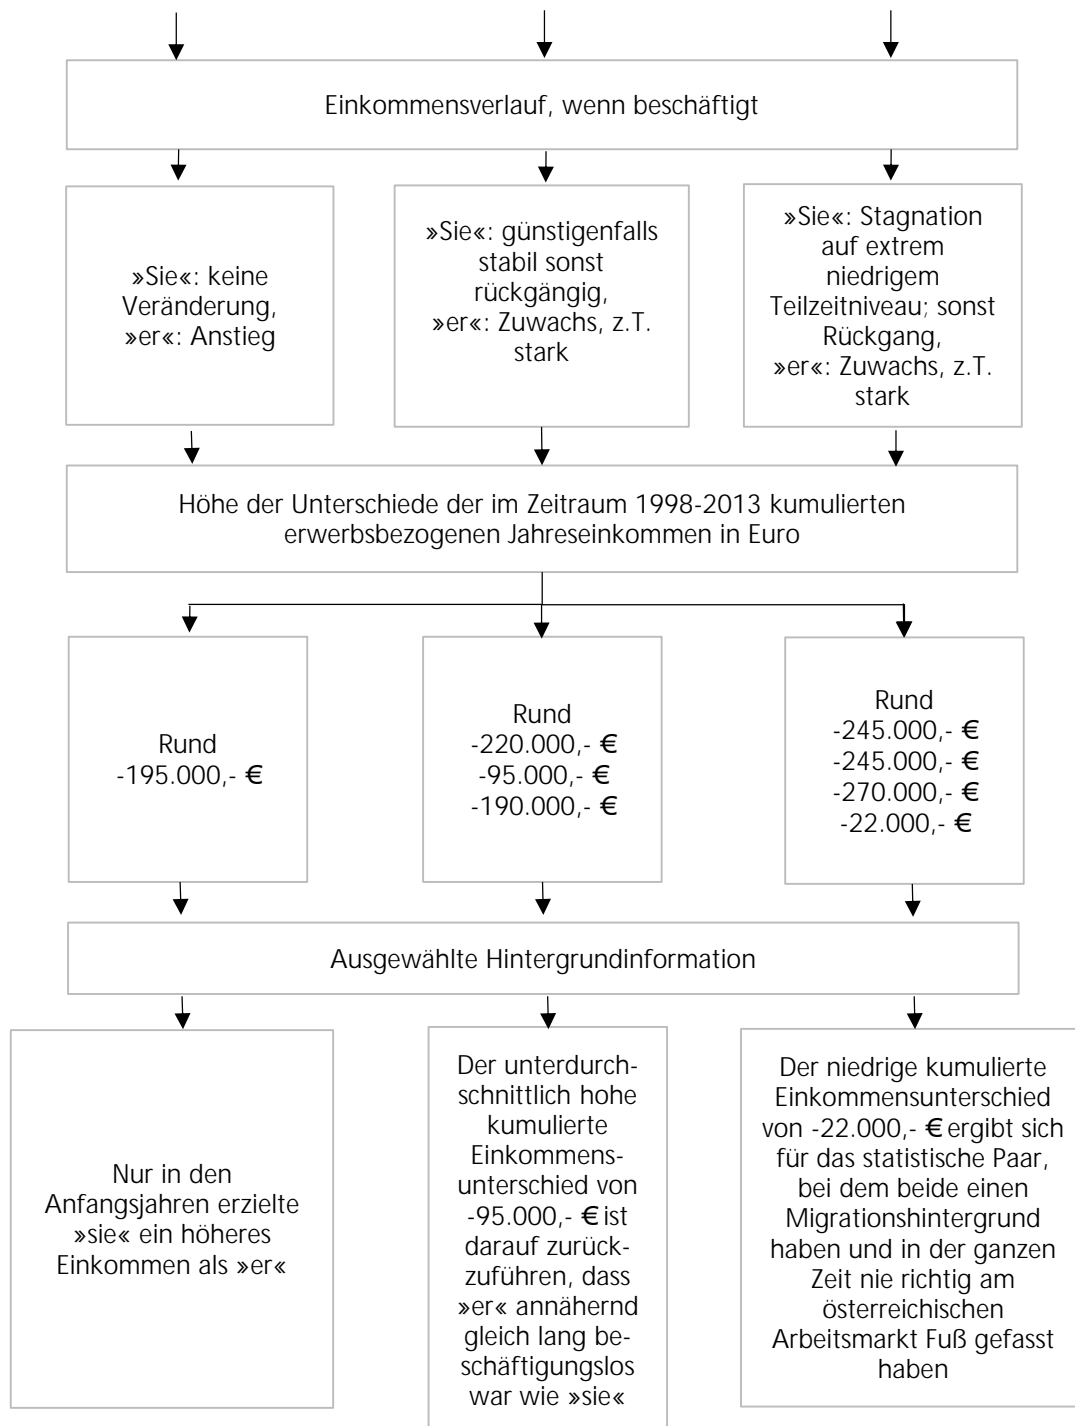 Einkommensverlauf, wenn beschäftigt
»Sie«: keine
Veränderung,
»er«: Anstieg
»Sie«: günstigenfalls
stabil sonst
rückgängig,
»er«: Zuwachs, z.T.
stark
»Sie«: Stagnation
auf extrem
niedrigem
Teilzeitniveau; sonst
Rückgang,
»er«: Zuwachs, z.T.
stark
Höhe der Unterschiede der im Zeitraum 1998-2013 kumulierten
erwerbsbezogenen Jahreseinkommen in Euro
Rund
-195.000,- €
Rund
-220.000,- €
-95.000,- €
-190.000,- €
Rund
-245.000,- €
-245.000,- €
-270.000,- €
-22.000,- €
Ausgewählte Hintergrundinformation
Nur in den
Anfangsjahren erzielte
»sie« ein höheres
Einkommen als »er«
Der unterdurch-
schnittlich hohe
kumulierte
Einkommens-
unterschied von
-95.000,- € ist
darauf zurück-
zuführen, dass
»er« annähernd
gleich lang be-
schäftigungslos
war wie »sie«
Der niedrige kumulierte
Einkommensunterschied
von -22.000,- € ergibt sich
für das statistische Paar,
bei dem beide einen
Migrationshintergrund
haben und in der ganzen
Zeit nie richtig am
österreichischen
Arbeitsmarkt Fuß gefasst
haben